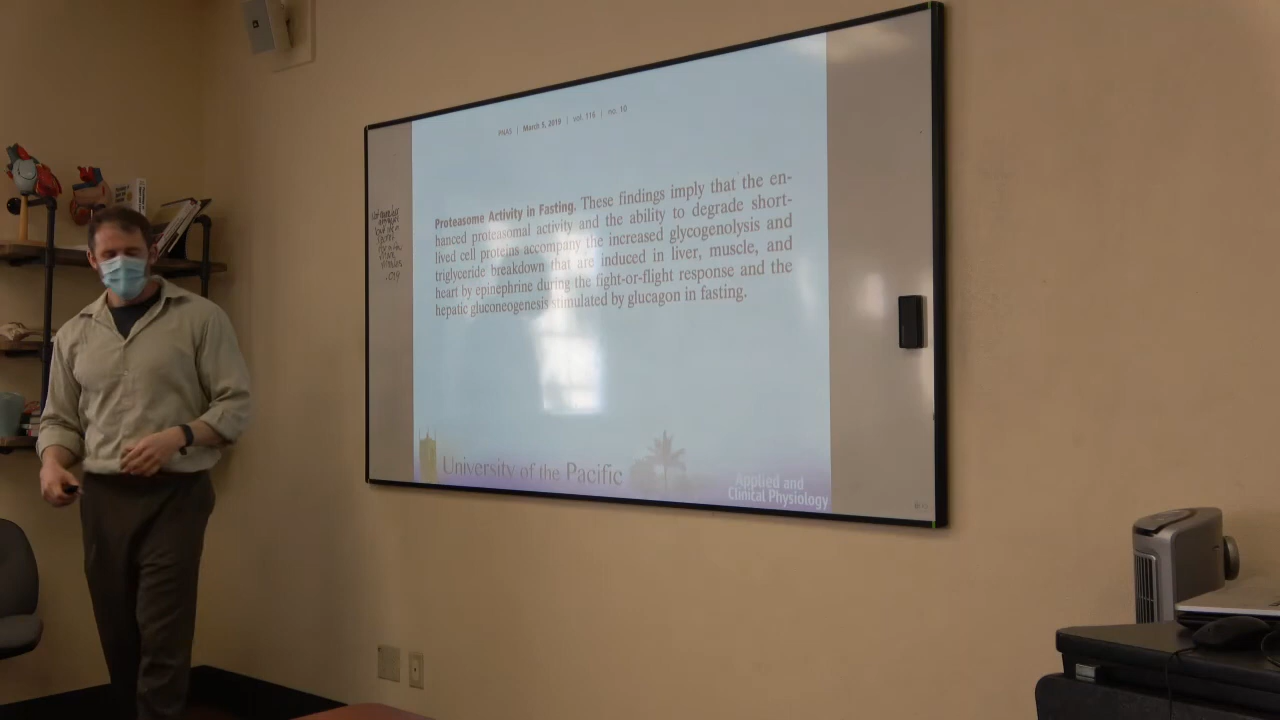 PNAS | March 5, 2019 | vol. 116 | no. 10
Proteasome Activity in Fasting. These findings imply that the en-
hanced proteasomal activity and the ability to degrade short-
lived cell proteins accompany the increased glycogenolysis and
triglyceride breakdown that are induced in liver, muscle, and
heart by epinephrine during the fight-or-flight response and the
hepatic gluconeogenesis stimulated by glucagon in fasting.
University of the Pacific
Applied and
Clinical Physiology